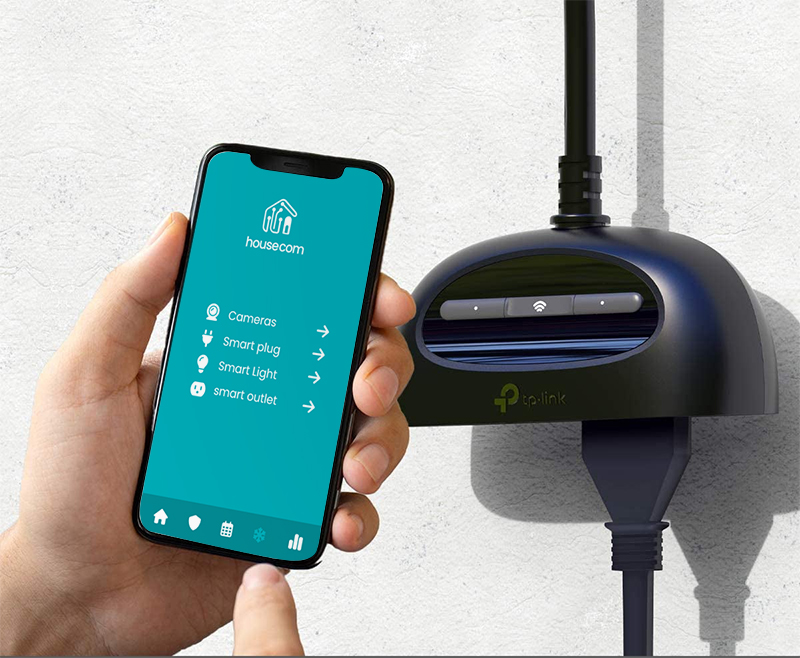 housecom
Cameras
Smart plug
Smart Light
smart outlet
tp-link